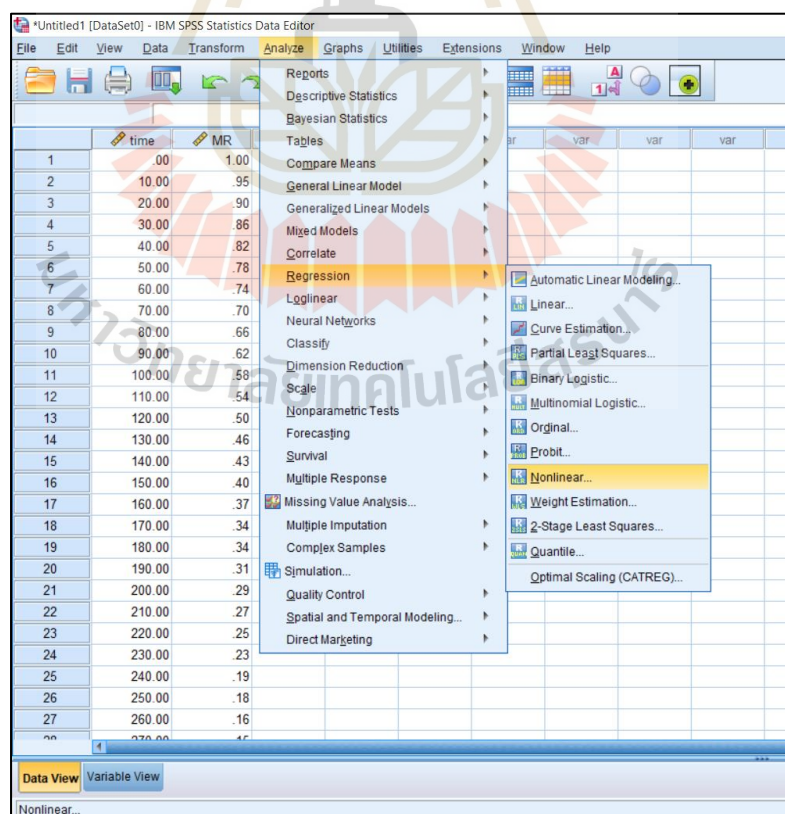 *Untitled1 [DataSet0] - IBM SPSS Statistics Data Editor
File Edit View Data Transform Analyze Graphs Utilities Extensions Window Help
time MR var var var var
1 .00 1.00
2 10.00 .95
3 20.00 .90
4 30.00 .86
5 40.00 .82
6 50.00 .78
7 60.00 .74
8 70.00 .70
9 80.00 .66
10 90.00 .62
11 100.00 .58
12 110.00 .54
13 120.00 .50
14 130.00 .46
15 140.00 .43
16 150.00 .40
17 160.00 .37
18 170.00 .34
19 180.00 .34
20 190.00 .31
21 200.00 .29
22 210.00 .27
23 220.00 .25
24 230.00 .23
25 240.00 .19
26 250.00 .18
27 260.00 .16
Reports
Descriptive Statistics
Bayesian Statistics
Tables
Compare Means
General Linear Model
Generalized Linear Models
Mixed Models
Correlate
Regression
Loglinear
Neural Networks
Classify
Dimension Reduction
Scale
Nonparametric Tests
Forecasting
Survival
Multiple Response
Missing Value Analysis...
Multiple Imputation
Complex Samples
Simulation...
Quality Control
Spatial and Temporal Modeling...
Direct Marketing
Automatic Linear Modeling...
Linear...
Curve Estimation...
Partial Least Squares...
Binary Logistic...
Multinomial Logistic...
Ordinal...
Probit...
Nonlinear...
Weight Estimation...
2-Stage Least Squares...
Quantile...
Optimal Scaling (CATREG)...
Data View Variable View
Nonlinear...